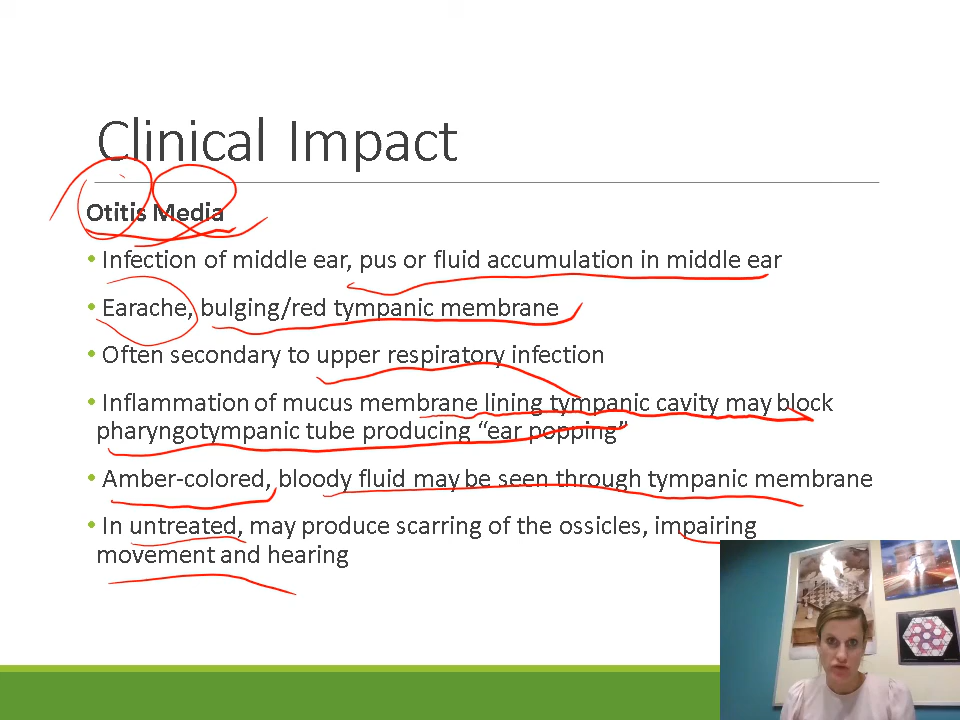 Clinical Impact
Otitis Media
• Infection of middle ear, pus or fluid accumulation in middle ear
• Earache, bulging/red tympanic membrane
• Often secondary to upper respiratory infection
• Inflammation of mucus membrane lining tympanic cavity may block
pharyngotympanic tube producing “ear popping”
• Amber-colored, bloody fluid may be seen through tympanic membrane
• In untreated, may produce scarring of the ossicles, impairing
movement and hearing